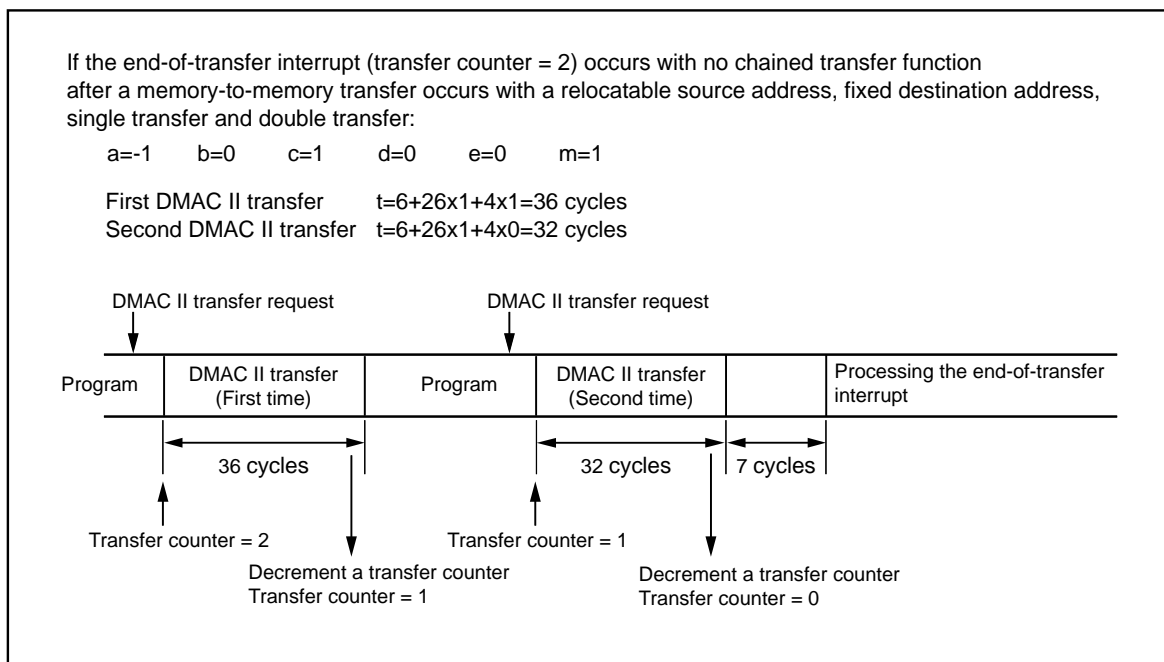 If the end-of-transfer interrupt (transfer counter = 2) occurs with no chained transfer function
after a memory-to-memory transfer occurs with a relocatable source address, fixed destination address,
single transfer and double transfer:
a=-1 b=0 c=1 d=0 e=0 m=1
First DMAC II transfer t=6+26x1+4x1=36 cycles
Second DMAC II transfer t=6+26x1+4x0=32 cycles
DMAC II transfer request
DMAC II transfer request
Program
DMAC II transfer
(First time)
Program
DMAC II transfer
(Second time)
Processing the end-of-transfer
interrupt
36 cycles
32 cycles
7 cycles
Transfer counter = 2
Transfer counter = 1
Decrement a transfer counter
Transfer counter = 1
Decrement a transfer counter
Transfer counter = 0